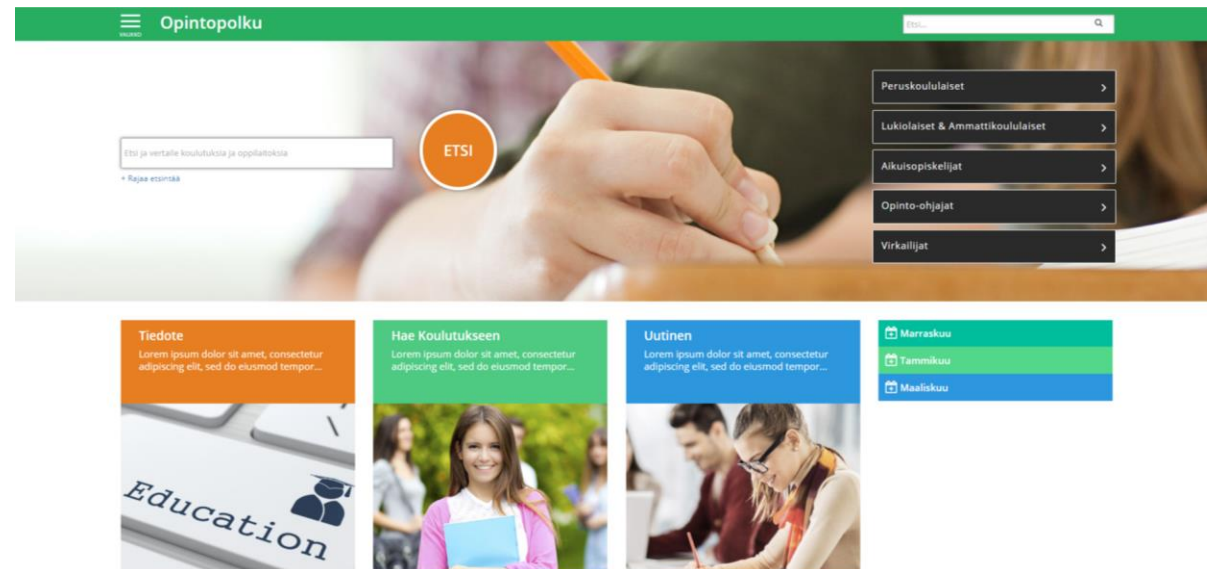 VALIKKO
Opintopolku
Etsi...
Etsi ja vertaile koulutuksia ja oppilaitoksia
ETSI
+ Rajaa etsintää
Peruskoululaiset
Lukiolaiset & Ammattikoululaiset
Aikuisopiskelijat
Opinto-ohjajat
Virkailijat
Tiedote
Lorem ipsum dolor sit amet, consectetur
adipiscing elit, sed do eiusmod tempor...
Hae Koulutukseen
Lorem ipsum dolor sit amet, consectetur
adipiscing elit, sed do eiusmod tempor...
Uutinen
Lorem ipsum dolor sit amet, consectetur
adipiscing elit, sed do eiusmod tempor...
Marraskuu
Tammikuu
Maaliskuu
Education